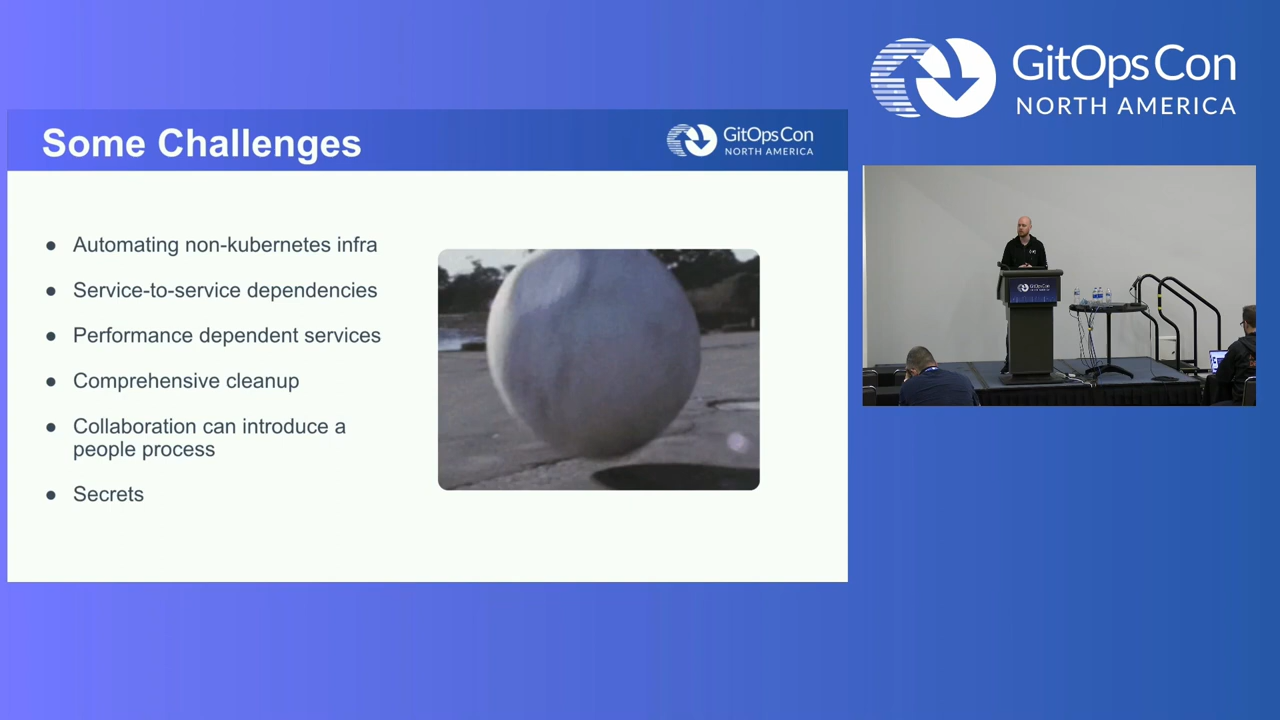 GitOpsCon
NORTH AMERICA
Some Challenges
GitOpsCon
NORTH AMERICA
● Automating non-kubernetes infra
● Service-to-service dependencies
● Performance dependent services
● Comprehensive cleanup
● Collaboration can introduce a
people process
● Secrets
GitOpsCon